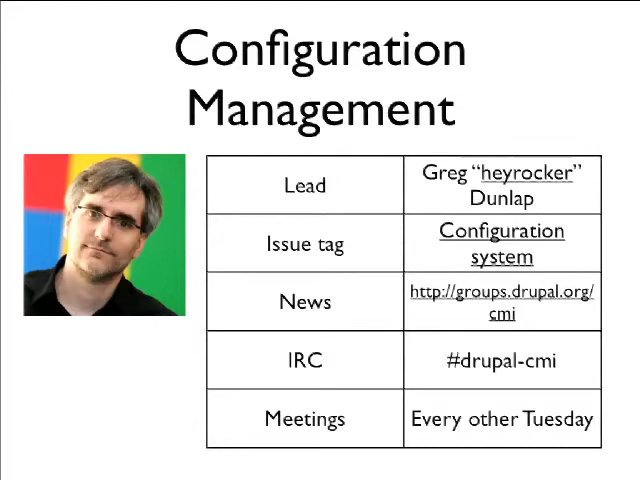 Configuration
Management
Lead
Greg “heyrocker”
Dunlap
Issue tag
Configuration
system
News
http://groups.drupal.org/
cmi
IRC
#drupal-cmi
Meetings
Every other Tuesday